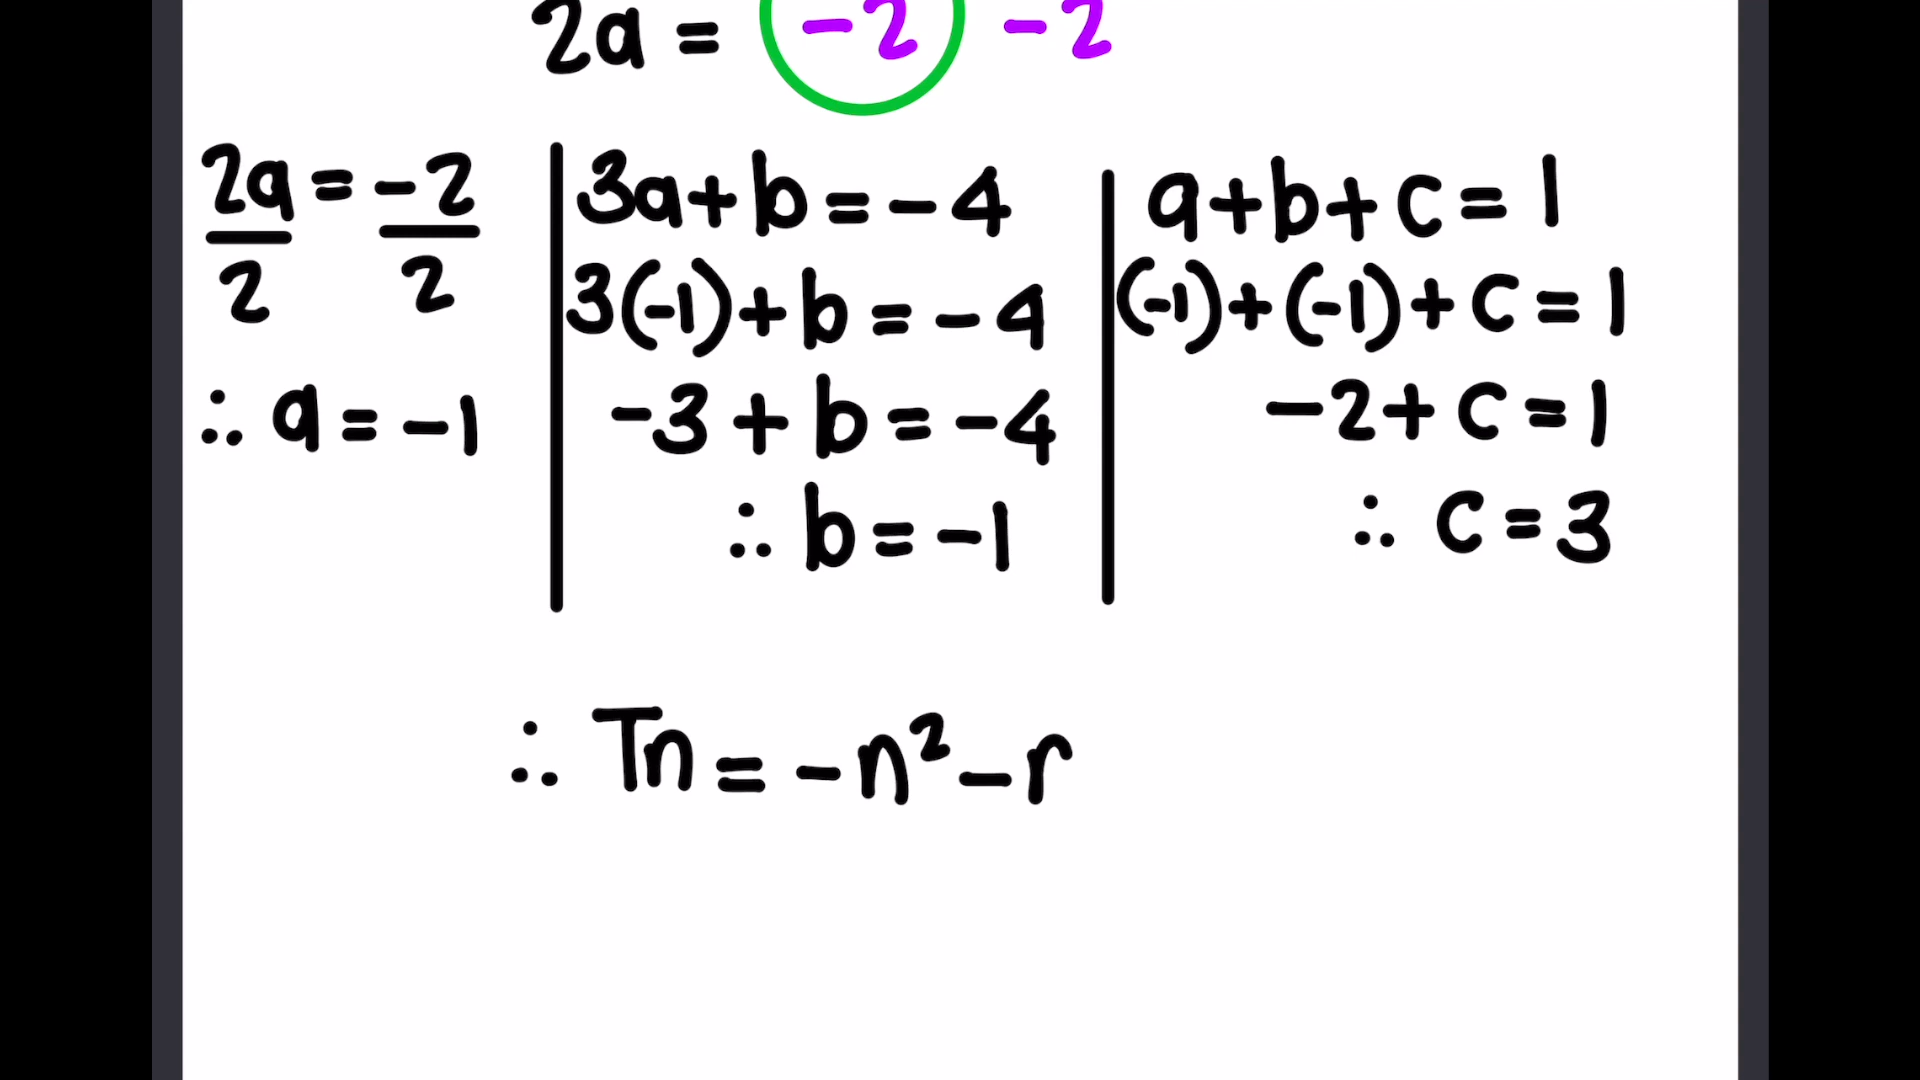 2a = -2 -2
2a = -2
2 2
∴ a = -1
3a + b = -4
3(-1) + b = -4
-3 + b = -4
∴ b = -1
a + b + c = 1
(-1) + (-1) + c = 1
-2 + c = 1
∴ c = 3
∴ Tn = -n² - r